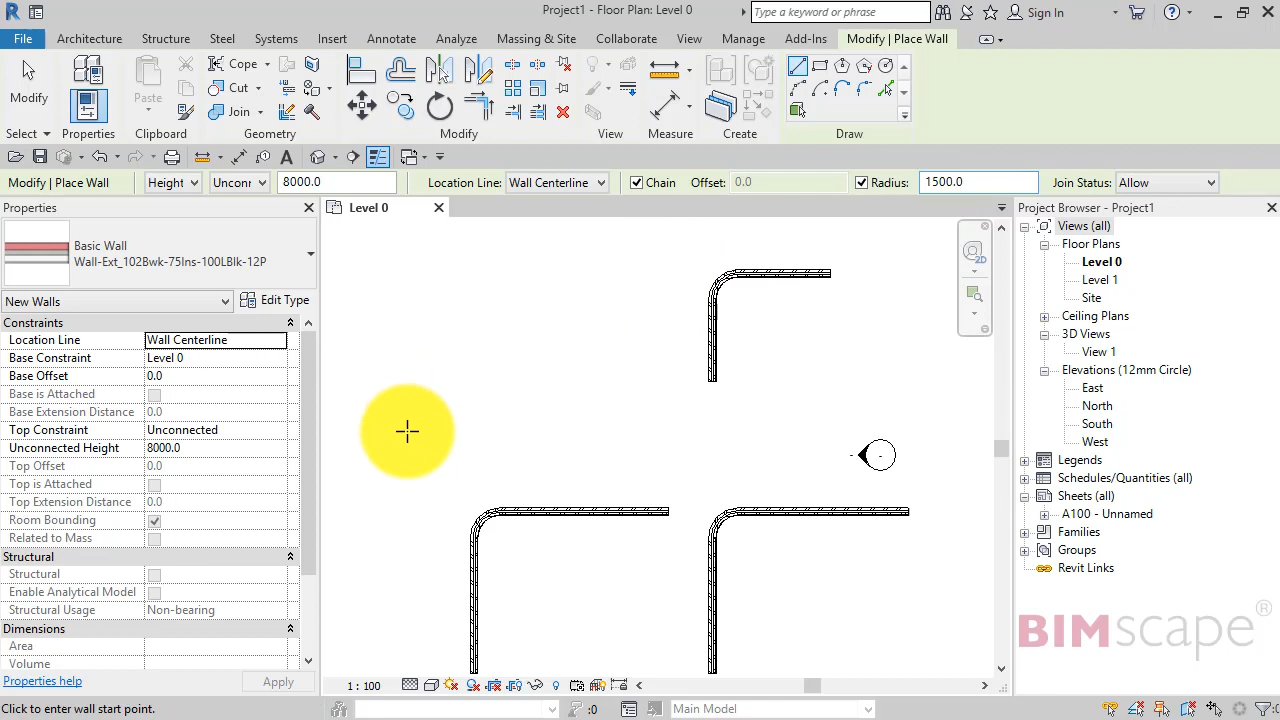 Project1 - Floor Plan: Level 0
Type a keyword or phrase
Sign In
File
Architecture
Structure
Steel
Systems
Insert
Annotate
Analyze
Massing & Site
Collaborate
View
Manage
Add-Ins
Modify | Place Wall
Modify
Paste
Cope
Cut
Join
Select
Properties
Clipboard
Geometry
Modify
View
Measure
Create
Draw
Modify | Place Wall
Height
Unconn
8000.0
Location Line:
Wall Centerline
Chain
Offset:
0.0
Radius:
1500.0
Join Status:
Allow
Properties
Basic Wall
Wall-Ext_102Bwk-75Ins-100LBlk-12P
New Walls
Edit Type
Constraints
Location Line Wall Centerline
Base Constraint Level 0
Base Offset 0.0
Base is Attached
Base Extension Distance 0.0
Top Constraint Unconnected
Unconnected Height 8000.0
Top Offset 0.0
Top is Attached
Top Extension Distance 0.0
Room Bounding
Related to Mass
Structural
Structural
Enable Analytical Model
Structural Usage Non-bearing
Dimensions
Area
Volume
Properties help
Apply
Level 0
2D
Project Browser - Project1
Views (all)
Floor Plans
Level 0
Level 1
Site
Ceiling Plans
3D Views
View 1
Elevations (12mm Circle)
East
North
South
West
Legends
Schedules/Quantities (all)
Sheets (all)
A100 - Unnamed
Families
Groups
Revit Links
BIMscape®
1 : 100
Click to enter wall start point.
:0
Main Model
:0